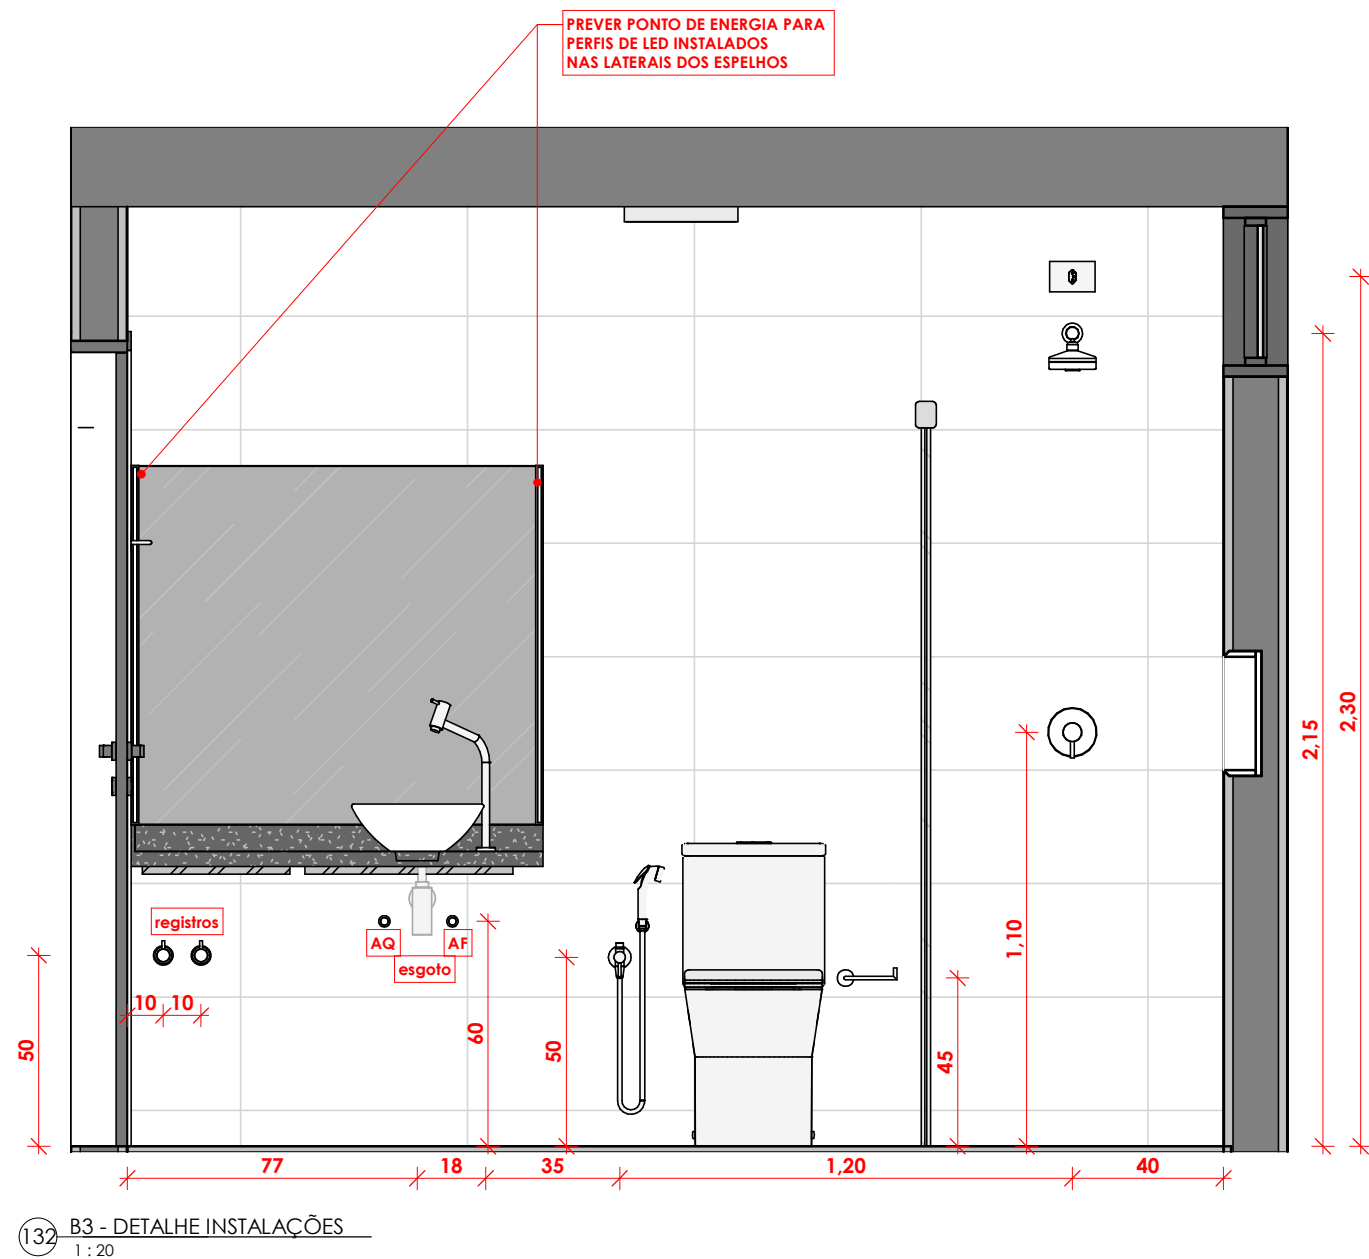 PREVER PONTO DE ENERGIA PARA
PERFIS DE LED INSTALADOS
NAS LATERAIS DOS ESPELHOS
2,30
2,15
registros
AQ
AF
esgoto
1,10
10
10
60
50
50
45
77
18
35
1,20
40
132
B3 - DETALHE INSTALAÇÕES
1 : 20